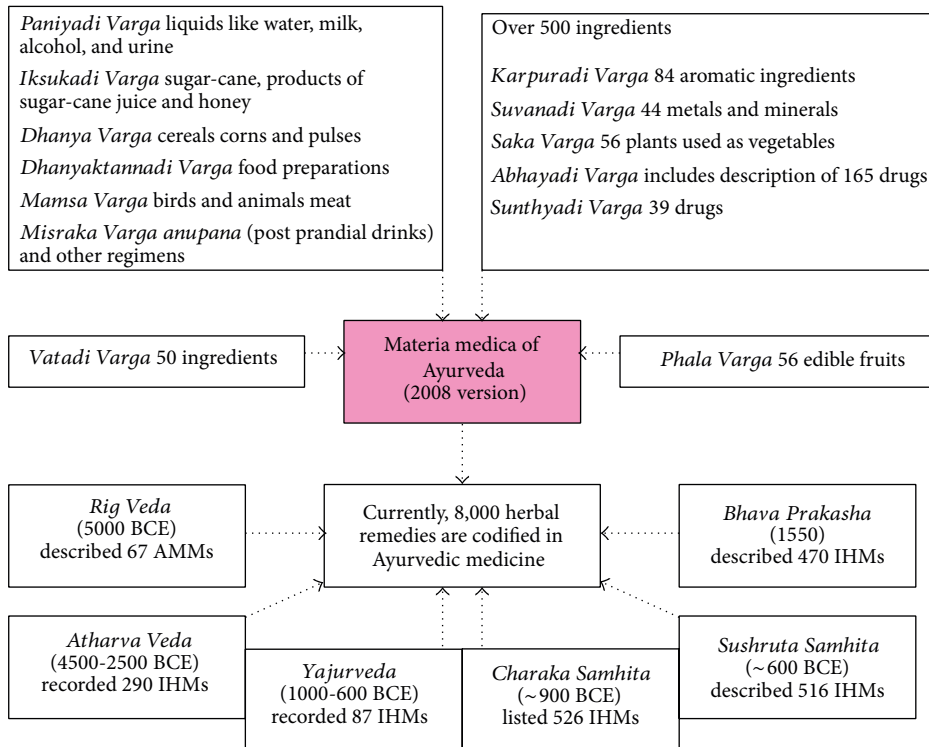 Paniyadi Varga liquids like water, milk,
alcohol, and urine
Iksukadi Varga sugar-cane, products of
sugar-cane juice and honey
Dhanya Varga cereals corns and pulses
Dhanyaktannadi Varga food preparations
Mamsa Varga birds and animals meat
Misraka Varga anupana (post prandial drinks)
and other regimens
Over 500 ingredients
Karpuradi Varga 84 aromatic ingredients
Suvanadi Varga 44 metals and minerals
Saka Varga 56 plants used as vegetables
Abhayadi Varga includes description of 165 drugs
Sunthyadi Varga 39 drugs
Vatadi Varga 50 ingredients
Materia medica of
Ayurveda
(2008 version)
Phala Varga 56 edible fruits
Rig Veda
(5000 BCE)
described 67 AMMs
Currently, 8,000 herbal
remedies are codified in
Ayurvedic medicine
Bhava Prakasha
(1550)
described 470 IHMs
Atharva Veda
(4500-2500 BCE)
recorded 290 IHMs
Yajurveda
(1000-600 BCE)
recorded 87 IHMs
Charaka Samhita
(~900 BCE)
listed 526 IHMs
Sushruta Samhita
(~600 BCE)
described 516 IHMs